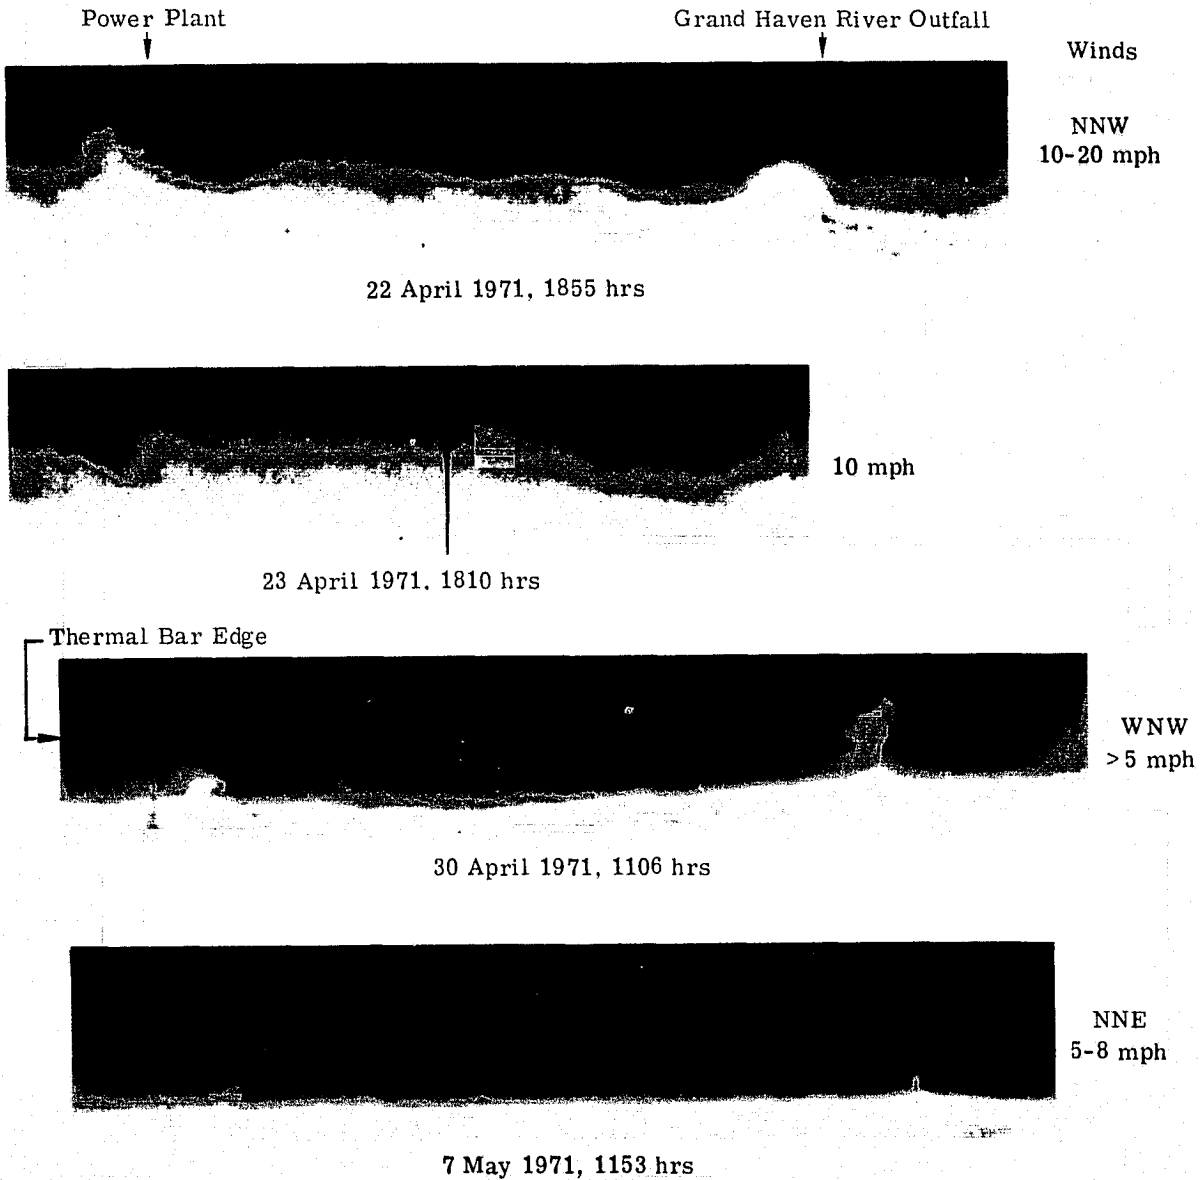 Power Plant
Grand Haven River Outfall
Winds
NNW
10-20 mph
22 April 1971, 1855 hrs
10 mph
23 April 1971, 1810 hrs
Thermal Bar Edge
WNW
>5 mph
30 April 1971, 1106 hrs
NNE
5-8 mph
7 May 1971, 1153 hrs